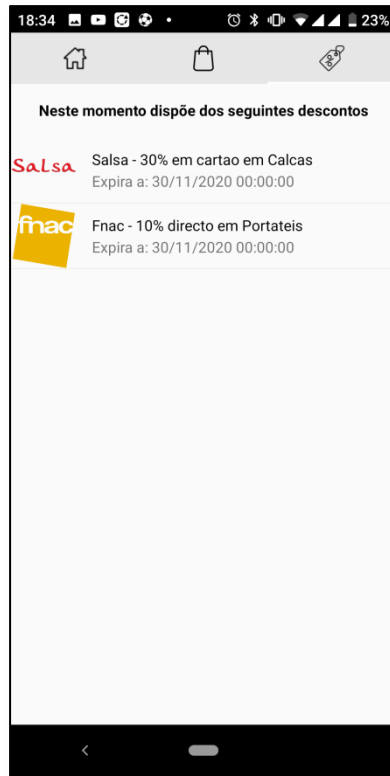 18:34 23%
Neste momento dispõe dos seguintes descontos
Salsa
Salsa - 30% em cartao em Calcas
Expira a: 30/11/2020 00:00:00
fnac
Fnac - 10% directo em Portateis
Expira a: 30/11/2020 00:00:00